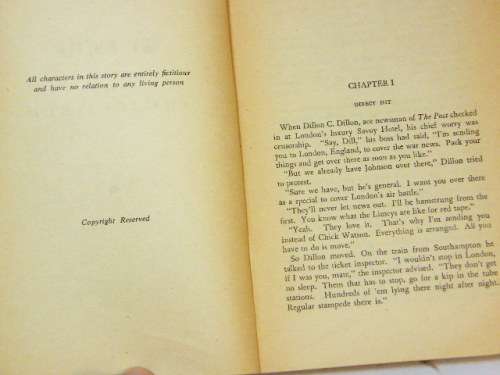 All characters in this story are entirely fictitious
and have no relation to any living person
Copyright Reserved
CHAPTER I
DIRECT HIT
When Dillon C. Dillon, ace newsman of The Post checked
in at London's luxury Savoy Hotel, his chief worry was
censorship. "Say, Dill," his boss had said, "I'm sending
you to London, England, to cover the war news. Pack your
things and get over there as soon as you like."
"But we already have Johnson over there," Dillon tried
to protest.
"Sure we have, but he's general. I want you over there
as a special to cover London's air battle."
"They'll never let news out. I'll be hamstrung from the
first. You know what the Limeys are like for red tape."
"Yeah. They love it. That's why I'm sending you
instead of Chick Watson. Everything is arranged. All you
have to do is move."
So Dillon moved. On the train from Southampton he
talked to the ticket inspector. "I wouldn't stop in London,
if I was you, mate," the inspector advised. "They don't get
no sleep. Them that has to stop, go for a kip in the tube
stations. Hundreds of 'em lying there night after night.
Regular stampede there is."